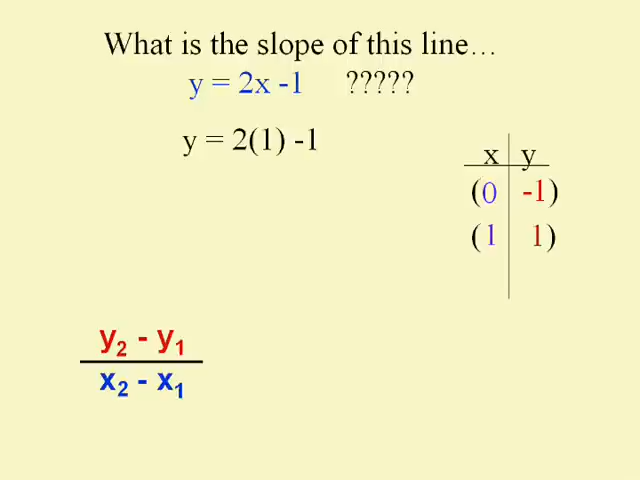 What is the slope of this line…
y = 2x -1 ?????
y = 2(1) -1
x y
(0 -1)
(1 1)
y₂ - y₁
x₂ - x₁